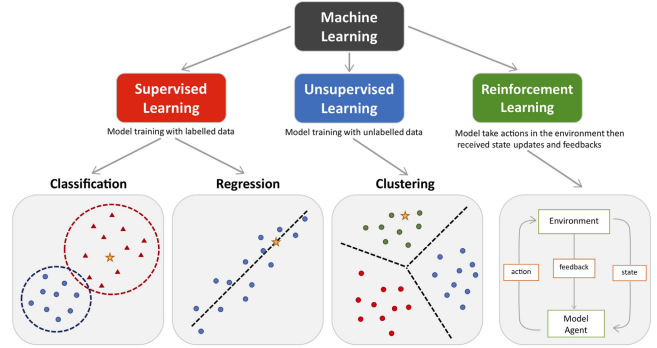 Machine
Learning
Supervised
Learning
Unsupervised
Learning
Reinforcement
Learning
Model training with labelled data
Model training with unlabelled data
Model take actions in the environment then
received state updates and feedbacks
Classification
Regression
Clustering
Environment
action
feedback
state
Model
Agent